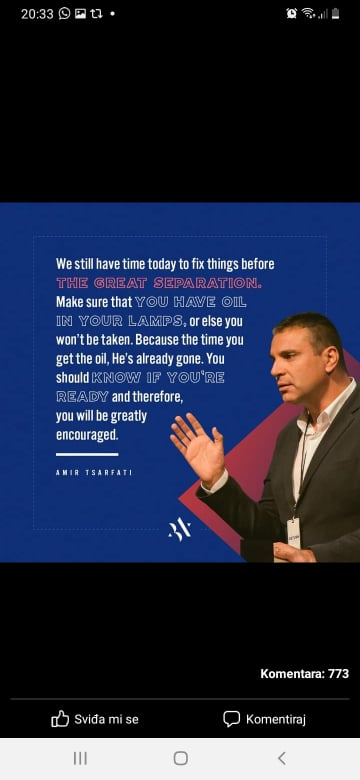 20:33
We still have time today to fix things before
THE GREAT SEPARATION.
Make sure that YOU HAVE OIL
IN YOUR LAMPS, or else you
won't be taken. Because the time you
get the oil, He's already gone. You
should KNOW IF YOU'RE
READY and therefore,
you will be greatly
encouraged.
AMIR TSARFATI
Komentara: 773
Sviđa mi se
Komentiraj